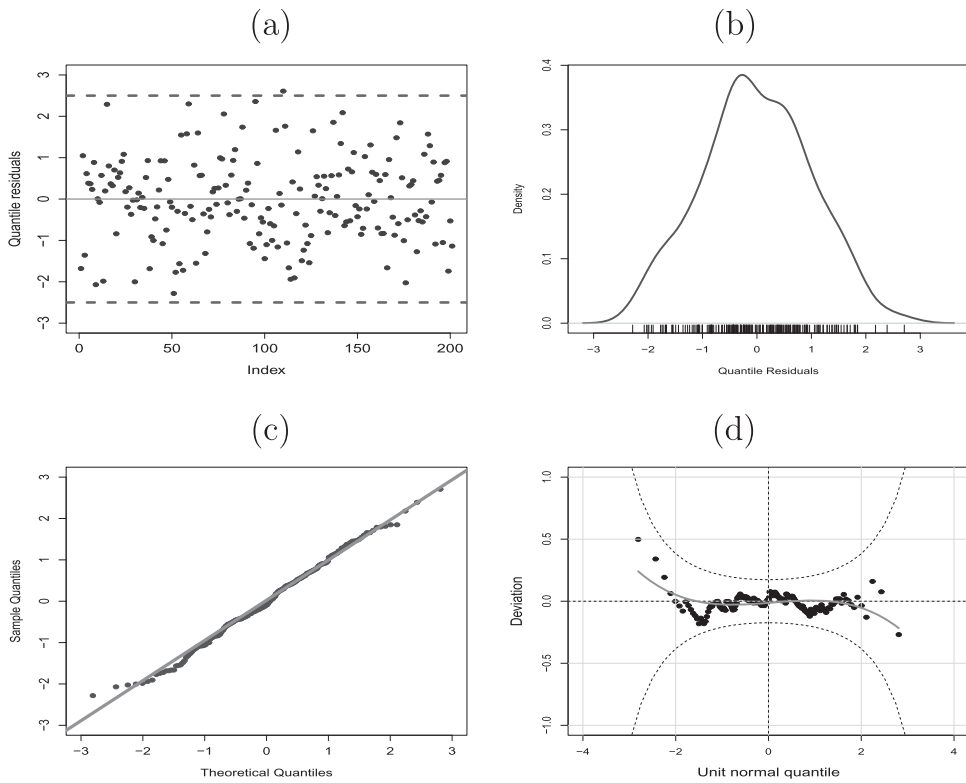 (a)
3
2
1
0
−1
−2
−3
Quantile residuals
0 50 100 150 200
Index
(b)
0.4
0.3
0.2
0.1
0.0
Density
−3 −2 −1 0 1 2 3
Quantile Residuals
(c)
3
2
1
0
−1
−2
−3
Sample Quantiles
−3 −2 −1 0 1 2 3
Theoretical Quantiles
(d)
1.0
0.5
0.0
−0.5
−1.0
Deviation
−4 −2 0 2 4
Unit normal quantile